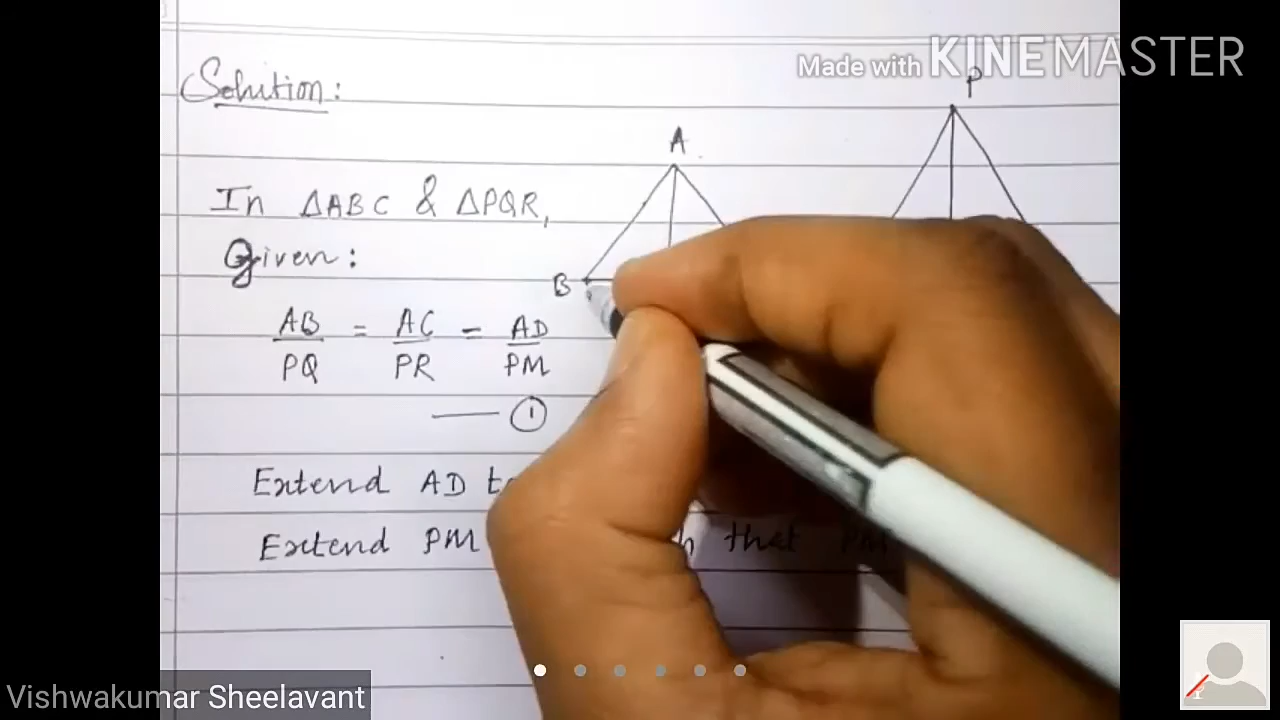 Made with KINEMASTER
Solution:
P
A
In ΔABC & ΔPQR,
Given:
B
AB/PQ = AC/PR = AD/PM
—— ①
Extend AD
Extend PM that
Vishwakumar Sheelavant